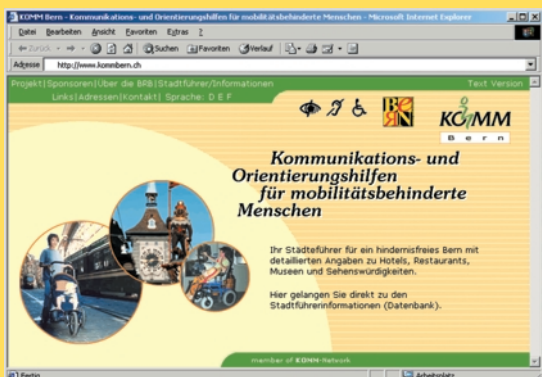 KOMM Bern - Kommunikations- und Orientierungshilfen für mobilitätsbehinderte Menschen - Microsoft Internet Explorer
Datei Bearbeiten Ansicht Favoriten Extras ?
Zurück Suchen Favoriten Verlauf
Adresse http://www.kommbern.ch
Projekt|Sponsoren|Über die BRB|Stadtführer/Informationen Text Version
Links|Adressen|Kontakt| Sprache: D E F
BERN
KOMM
Bern
Kommunikations- und
Orientierungshilfen
für mobilitätsbehinderte
Menschen
Ihr Städteführer für ein hindernisfreies Bern mit
detaillierten Angaben zu Hotels, Restaurants,
Museen und Sehenswürdigkeiten.
Hier gelangen Sie direkt zu den
Stadtführerinformationen (Datenbank).
member of KOMM-Network
Fertig Arbeitsplatz